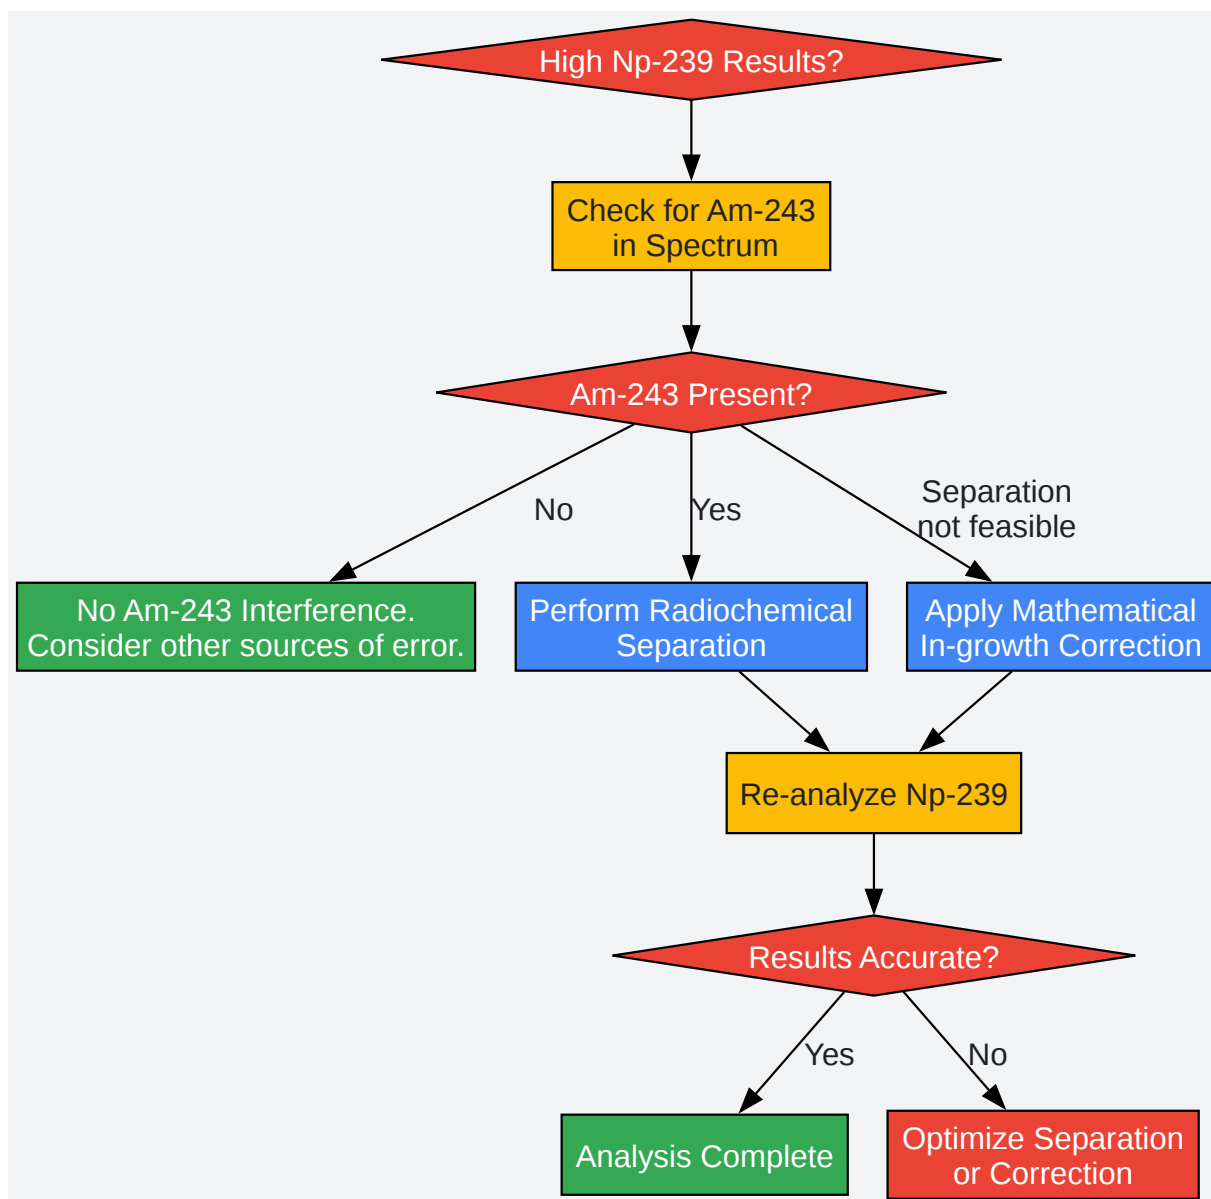 High Np-239 Results?
Check for Am-243
in Spectrum
Am-243 Present?
No
Yes
Separation
not feasible
No Am-243 Interference.
Consider other sources of error.
Perform Radiochemical
Separation
Apply Mathematical
In-growth Correction
Re-analyze Np-239
Results Accurate?
Yes
No
Analysis Complete
Optimize Separation
or Correction